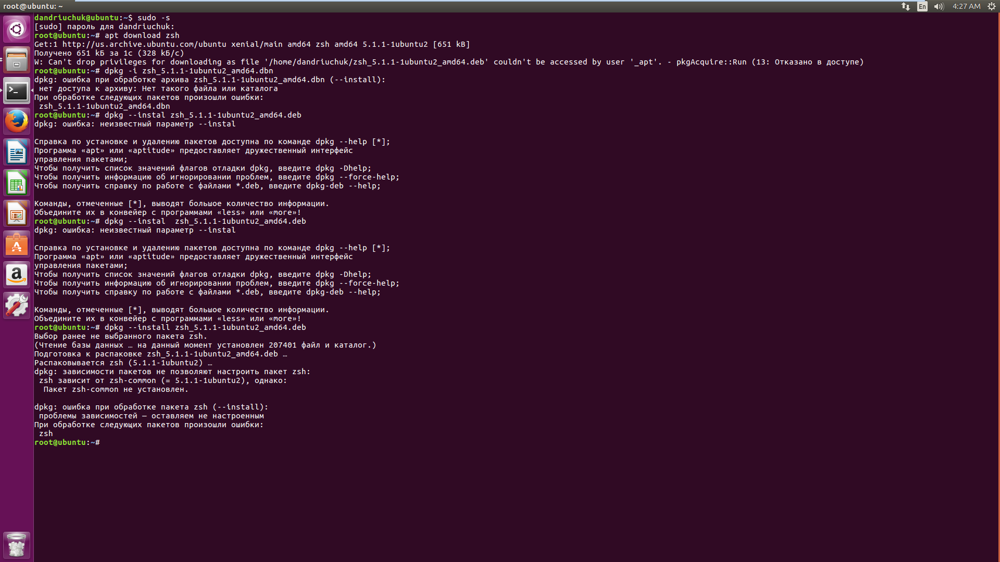 root@ubuntu: ~
En
4:27 AM
dandriuchuk@ubuntu:~$ sudo -s
[sudo] пароль для dandriuchuk:
root@ubuntu:~# apt download zsh
Get:1 http://us.archive.ubuntu.com/ubuntu xenial/main amd64 zsh amd64 5.1.1-1ubuntu2 [651 kB]
Получено 651 kБ за 1с (328 kБ/c)
W: Can't drop privileges for downloading as file '/home/dandriuchuk/zsh_5.1.1-1ubuntu2_amd64.deb' couldn't be accessed by user '_apt'. - pkgAcquire::Run (13: Отказано в доступе)
root@ubuntu:~# dpkg -i zsh_5.1.1-1ubuntu2_amd64.dbn
dpkg: ошибка при обработке архива zsh_5.1.1-1ubuntu2_amd64.dbn (--install):
 нет доступа к архиву: Нет такого файла или каталога
При обработке следующих пакетов произошли ошибки:
 zsh_5.1.1-1ubuntu2_amd64.dbn
root@ubuntu:~# dpkg --instal zsh_5.1.1-1ubuntu2_amd64.deb
dpkg: ошибка: неизвестный параметр --instal
Справка по установке и удалению пакетов доступна по команде dpkg --help [*];
Программа «apt» или «aptitude» предоставляет дружественный интерфейс
управления пакетами;
Чтобы получить список значений флагов отладки dpkg, введите dpkg -Dhelp;
Чтобы получить информацию об игнорировании проблем, введите dpkg --force-help;
Чтобы получить справку по работе с файлами *.deb, введите dpkg-deb --help;
Команды, отмеченные [*], выводят большое количество информации.
Объедините их в конвейер с программами «less» или «more»!
root@ubuntu:~# dpkg --instal  zsh_5.1.1-1ubuntu2_amd64.deb
dpkg: ошибка: неизвестный параметр --instal
Справка по установке и удалению пакетов доступна по команде dpkg --help [*];
Программа «apt» или «aptitude» предоставляет дружественный интерфейс
управления пакетами;
Чтобы получить список значений флагов отладки dpkg, введите dpkg -Dhelp;
Чтобы получить информацию об игнорировании проблем, введите dpkg --force-help;
Чтобы получить справку по работе с файлами *.deb, введите dpkg-deb --help;
Команды, отмеченные [*], выводят большое количество информации.
Объедините их в конвейер с программами «less» или «more»!
root@ubuntu:~# dpkg --install zsh_5.1.1-1ubuntu2_amd64.deb
Выбор ранее не выбранного пакета zsh.
(Чтение базы данных … на данный момент установлен 207401 файл и каталог.)
Подготовка к распаковке zsh_5.1.1-1ubuntu2_amd64.deb …
Распаковывается zsh (5.1.1-1ubuntu2) …
dpkg: зависимости пакетов не позволяют настроить пакет zsh:
 zsh зависит от zsh-common (= 5.1.1-1ubuntu2), однако:
  Пакет zsh-common не установлен.
dpkg: ошибка при обработке пакета zsh (--install):
 проблемы зависимостей — оставляем не настроенным
При обработке следующих пакетов произошли ошибки:
 zsh
root@ubuntu:~#